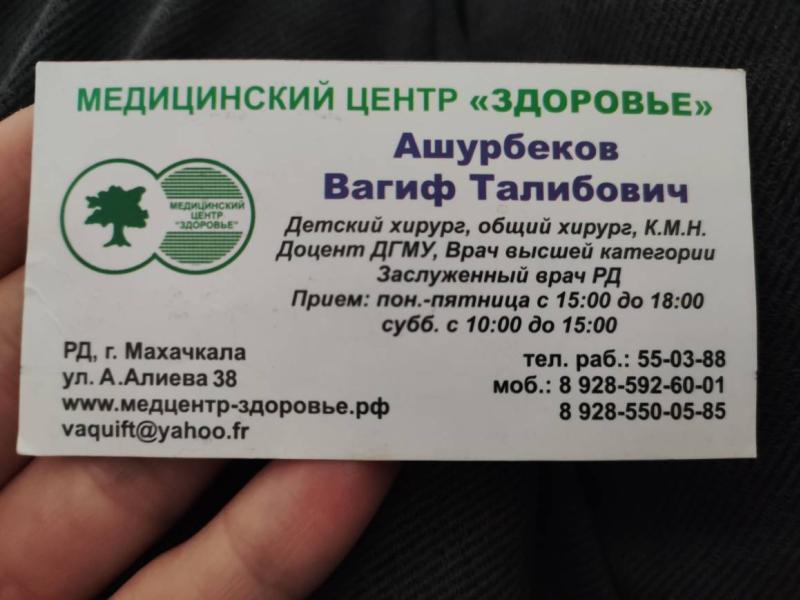 МЕДИЦИНСКИЙ ЦЕНТР «ЗДОРОВЬЕ»
Ашурбеков
Вагиф Талибович
МЕДИЦИНСКИЙ
ЦЕНТР
"ЗДОРОВЬЕ"
Детский хирург, общий хирург, К.М.Н.
Доцент ДГМУ, Врач высшей категории
Заслуженный врач РД
Прием: пон.-пятница с 15:00 до 18:00
субб. с 10:00 до 15:00
РД, г. Махачкала
ул. А.Алиева 38
www.медцентр-здоровье.рф
vaquift@yahoo.fr
тел. раб.: 55-03-88
моб.: 8 928-592-60-01
8 928-550-05-85